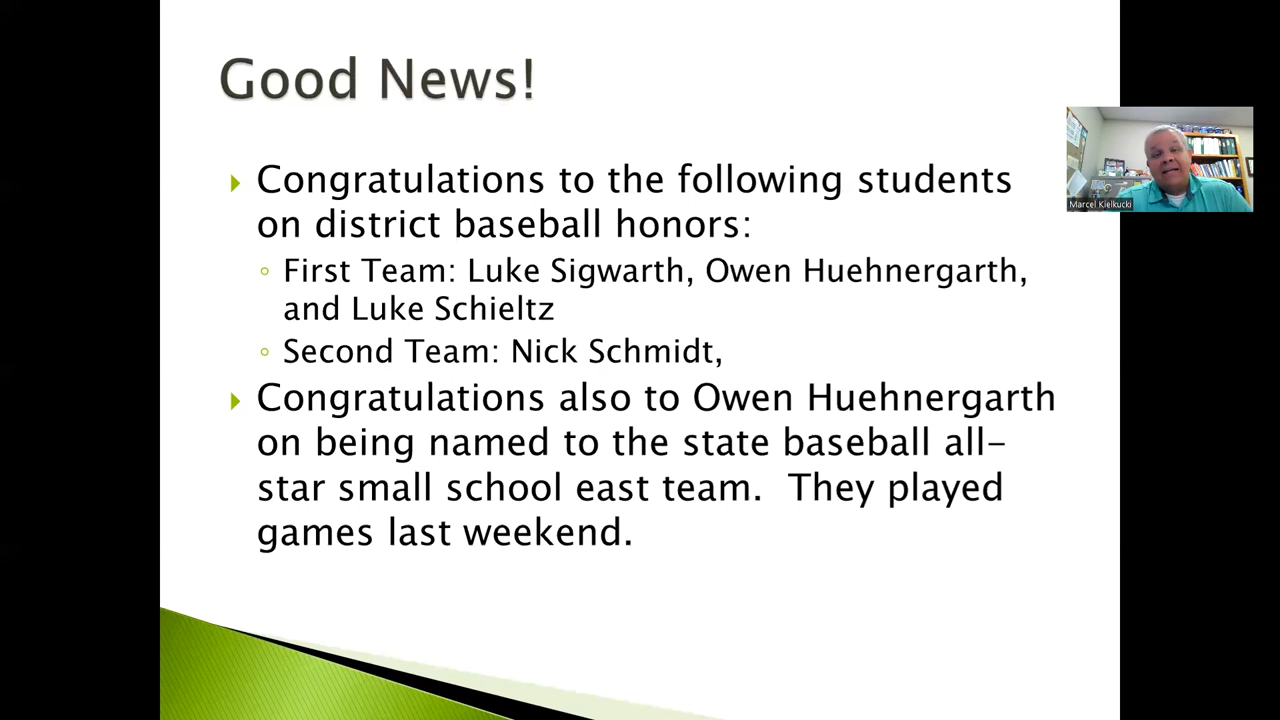 Good News!
Congratulations to the following students
on district baseball honors:
First Team: Luke Sigwarth, Owen Huehnergarth,
and Luke Schieltz
Second Team: Nick Schmidt,
Congratulations also to Owen Huehnergarth
on being named to the state baseball all-
star small school east team.  They played
games last weekend.
Marcel Kielkucki